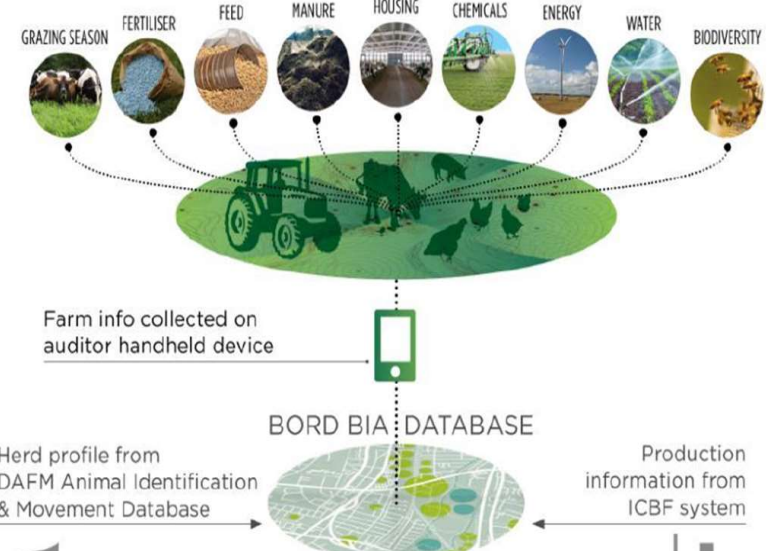 GRAZING SEASON
FERTILISER
FEED
MANURE
HOUSING
CHEMICALS
ENERGY
WATER
BIODIVERSITY
Farm info collected on
auditor handheld device
BORD BIA DATABASE
Herd profile from
DAFM Animal Identification
& Movement Database
Production
information from
ICBF system